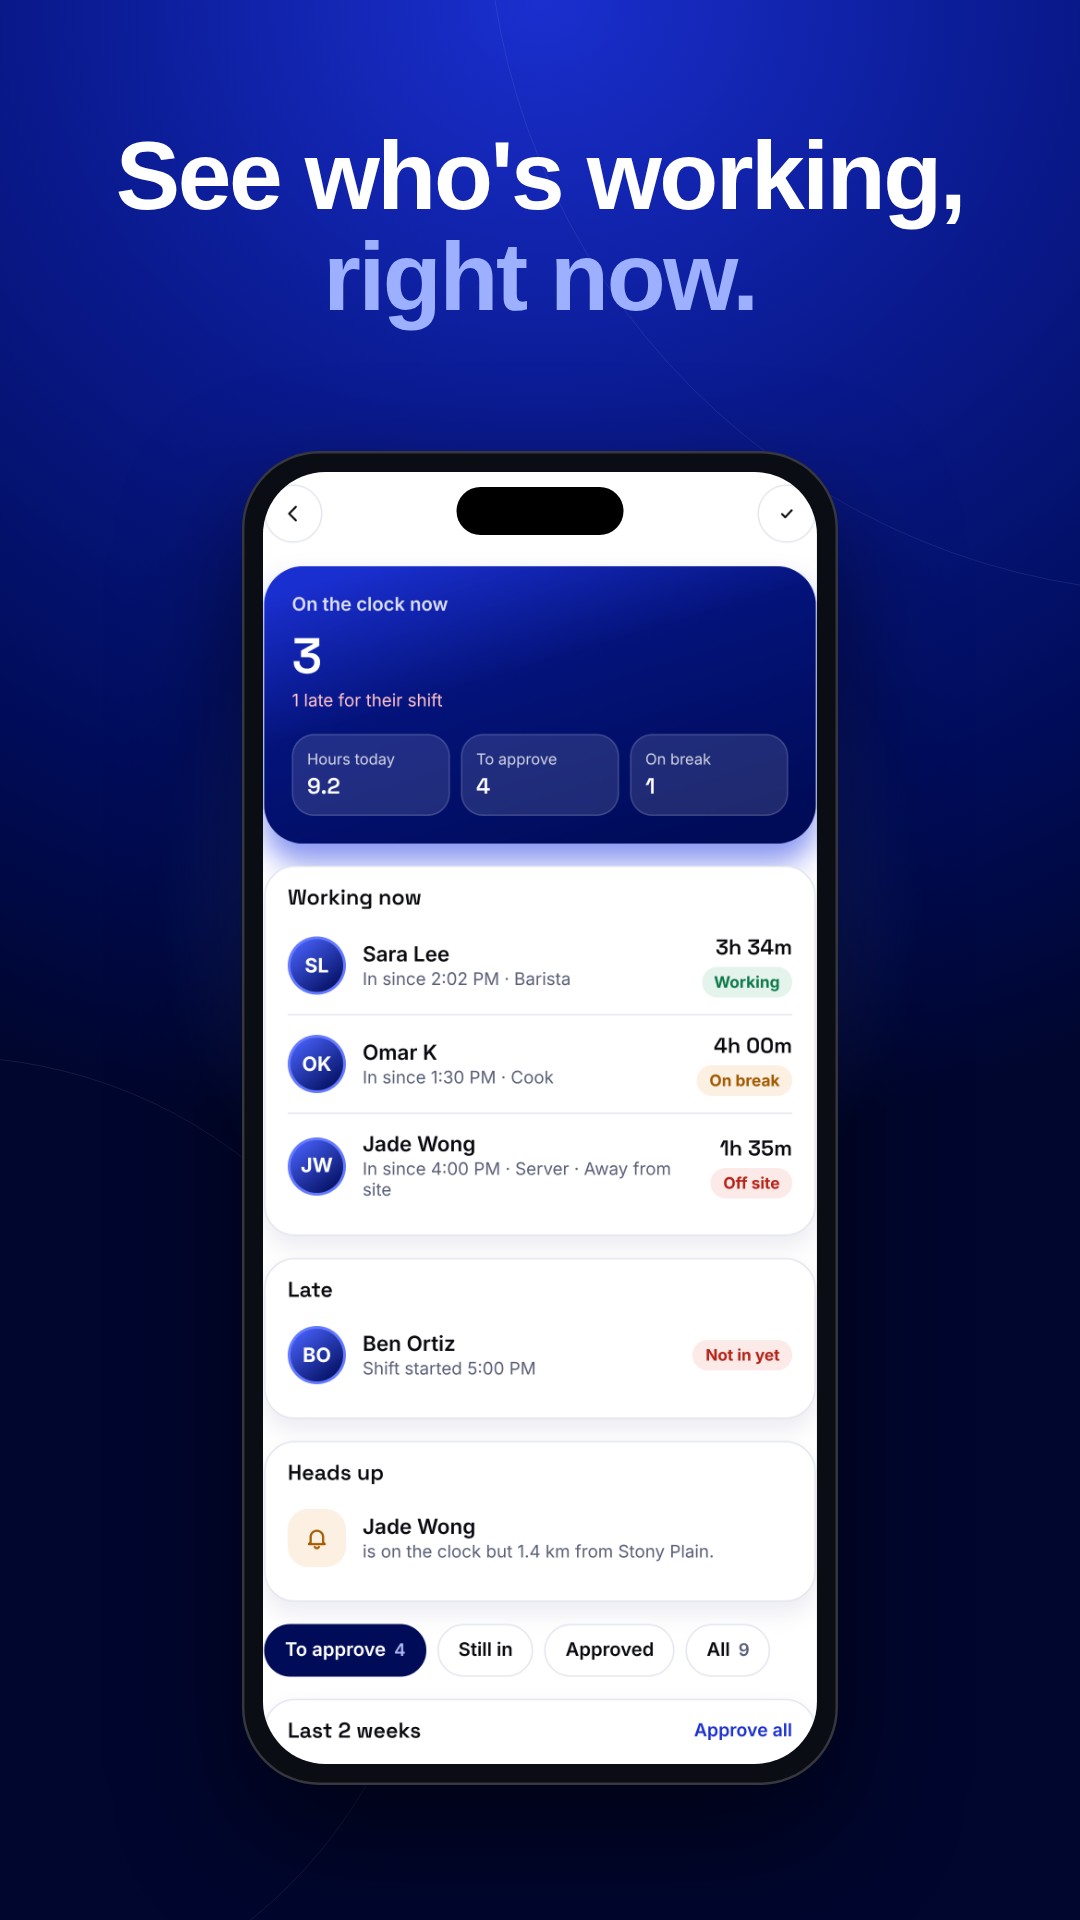 See who's working,
right now.
On the clock now
3
1 late for their shift
Hours today
9.2
To approve
4
On break
1
Working now
SL
Sara Lee
In since 2:02 PM · Barista
3h 34m
Working
OK
Omar K
In since 1:30 PM · Cook
4h 00m
On break
JW
Jade Wong
In since 4:00 PM · Server · Away from
site
1h 35m
Off site
Late
BO
Ben Ortiz
Shift started 5:00 PM
Not in yet
Heads up
Jade Wong
is on the clock but 1.4 km from Stony Plain.
To approve 4
Still in
Approved
All 9
Last 2 weeks
Approve all